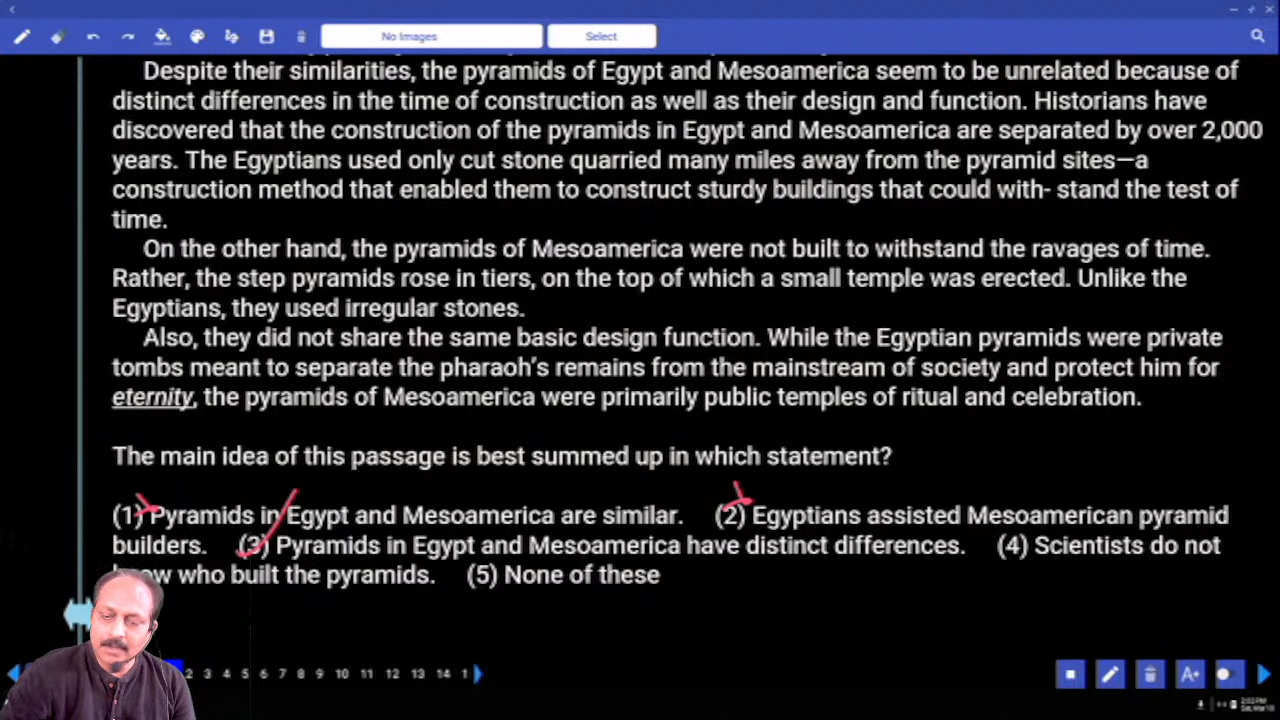 No Images
Select
Despite their similarities, the pyramids of Egypt and Mesoamerica seem to be unrelated because of
distinct differences in the time of construction as well as their design and function. Historians have
discovered that the construction of the pyramids in Egypt and Mesoamerica are separated by over 2,000
years. The Egyptians used only cut stone quarried many miles away from the pyramid sites—a
construction method that enabled them to construct sturdy buildings that could with- stand the test of
time.
On the other hand, the pyramids of Mesoamerica were not built to withstand the ravages of time.
Rather, the step pyramids rose in tiers, on the top of which a small temple was erected. Unlike the
Egyptians, they used irregular stones.
Also, they did not share the same basic design function. While the Egyptian pyramids were private
tombs meant to separate the pharaoh's remains from the mainstream of society and protect him for
eternity, the pyramids of Mesoamerica were primarily public temples of ritual and celebration.
The main idea of this passage is best summed up in which statement?
(1) Pyramids in Egypt and Mesoamerica are similar. (2) Egyptians assisted Mesoamerican pyramid
builders. (3) Pyramids in Egypt and Mesoamerica have distinct differences. (4) Scientists do not
who built the pyramids. (5) None of these
2 3 4 5 6 7 8 9 10 11 12 13 14 1
A+